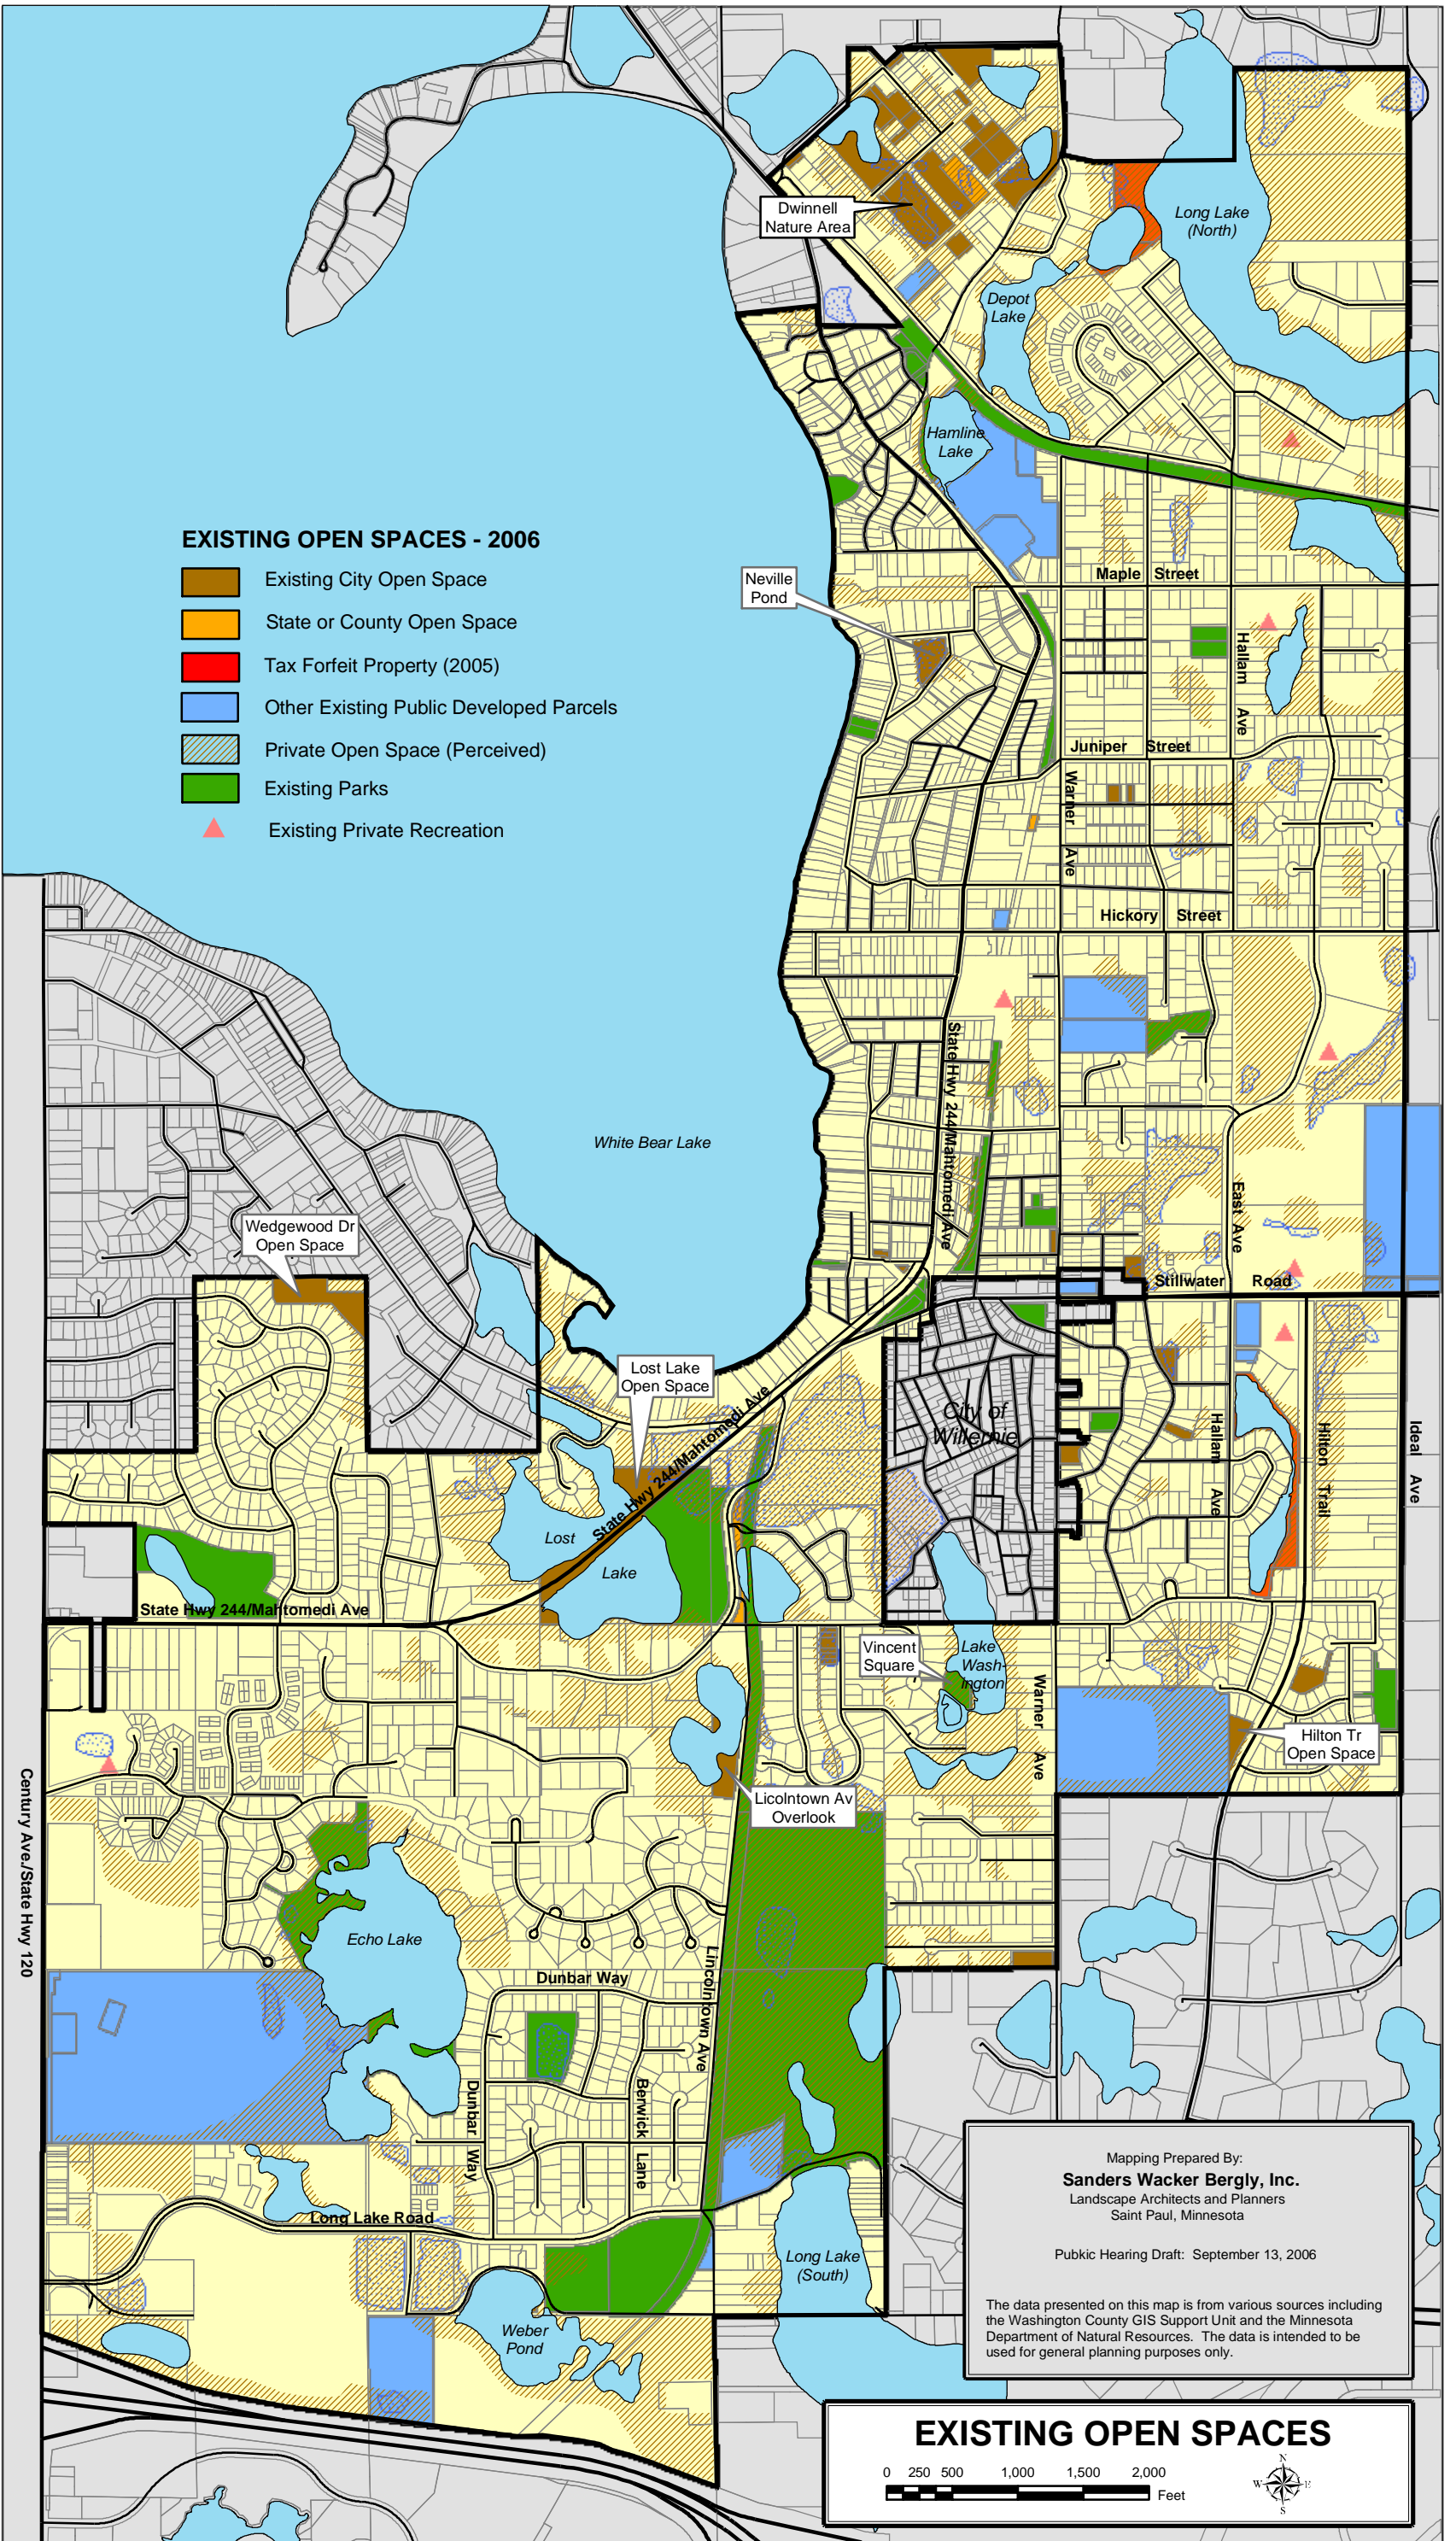 Dwinnell
Nature Area
Long Lake
(North)
Depot
Lake
Hamline
Lake
EXISTING OPEN SPACES - 2006
Existing City Open Space
State or County Open Space
Tax Forfeit Property (2005)
Other Existing Public Developed Parcels
Private Open Space (Perceived)
Existing Parks
Existing Private Recreation
Neville
Pond
Maple Street
Hallam Ave
Juniper Street
Warner Ave
Hickory Street
State Hwy 244/Mahtomedi Ave
White Bear Lake
East Ave
Wedgewood Dr
Open Space
Stillwater Road
Lost Lake
Open Space
State Hwy 244/Mahtomedi Ave
City of
Willernie
Hallam Ave
Hilton Trail
Ideal Ave
Lost
Lake
State Hwy 244/Mahtomedi Ave
Vincent
Square
Lake
Wash-
ington
Warner Ave
Hilton Tr
Open Space
Licolntown Av
Overlook
Century Ave./State Hwy 120
Echo Lake
Dunbar Way
Lincolntown Ave
Dunbar Way
Berwick Lane
Long Lake Road
Long Lake
(South)
Weber
Pond
Mapping Prepared By:
Sanders Wacker Bergly, Inc.
Landscape Architects and Planners
Saint Paul, Minnesota
Pubkic Hearing Draft: September 13, 2006
The data presented on this map is from various sources including
the Washington County GIS Support Unit and the Minnesota
Department of Natural Resources. The data is intended to be
used for general planning purposes only.
EXISTING OPEN SPACES
0 250 500 1,000 1,500 2,000
Feet
N
W E
S